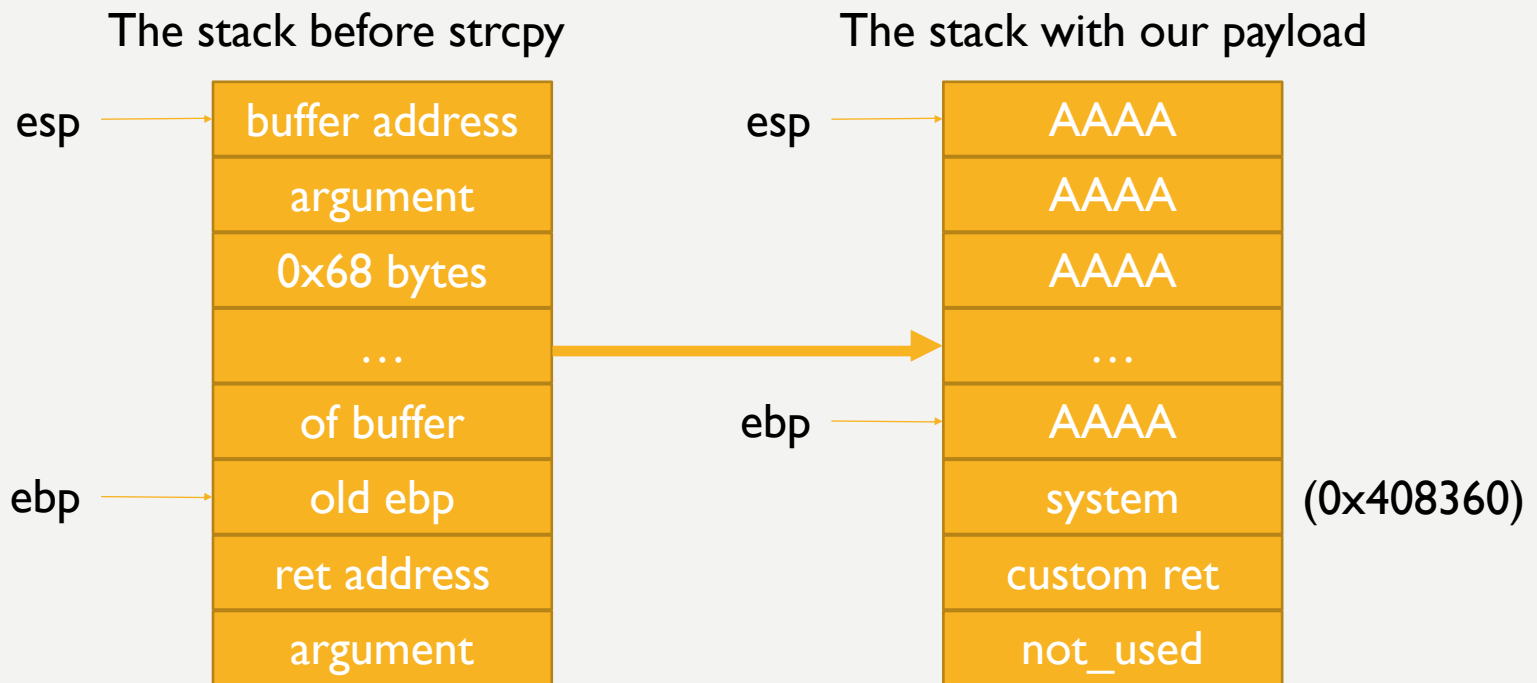 The stack before strcpy
The stack with our payload
esp
buffer address
esp
AAAA
argument
AAAA
0x68 bytes
AAAA
…
…
of buffer
ebp
AAAA
ebp
old ebp
system
(0x408360)
ret address
custom ret
argument
not_used